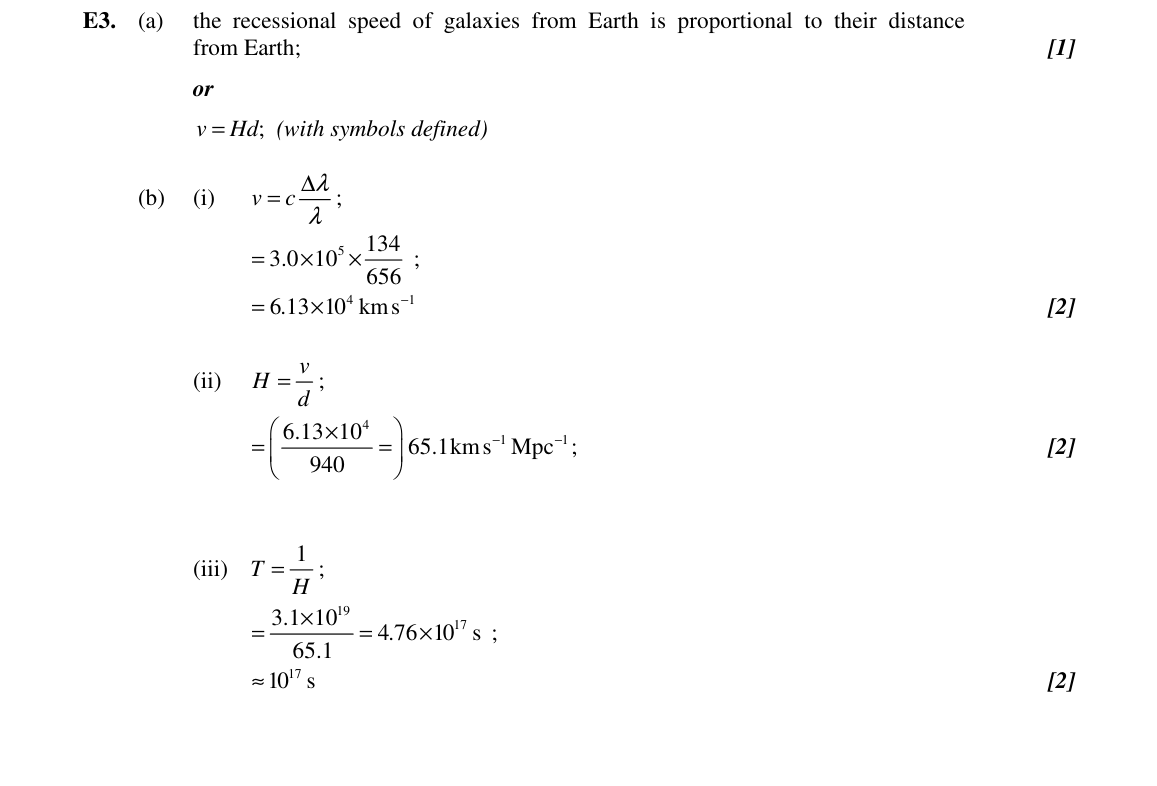 E3. (a) the recessional speed of galaxies from Earth is proportional to their distance
from Earth; [1]
or
v = Hd; (with symbols defined)
(b) (i) v = c Δλ/λ ;
= 3.0×10⁵ × 134/656 ;
= 6.13×10⁴ km s⁻¹ [2]
(ii) H = v/d ;
= (6.13×10⁴/940 =) 65.1 km s⁻¹ Mpc⁻¹ ; [2]
(iii) T = 1/H ;
= 3.1×10¹⁹/65.1 = 4.76×10¹⁷ s ;
≈ 10¹⁷ s [2]